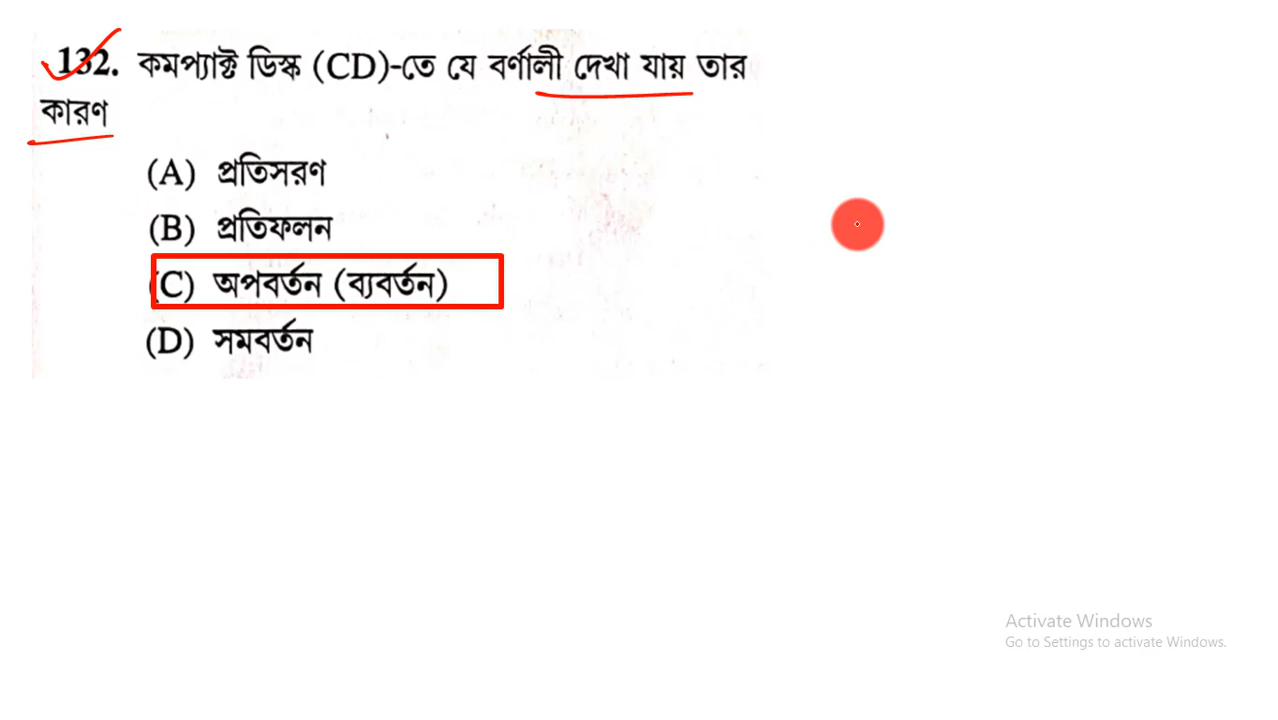 132. কমপ্যাক্ট ডিস্ক (CD)-তে যে বর্ণালী দেখা যায় তার
কারণ
(A) প্রতিসরণ
(B) প্রতিফলন
(C) অপবর্তন (ব্যবর্তন)
(D) সমবর্তন
Activate Windows
Go to Settings to activate Windows.